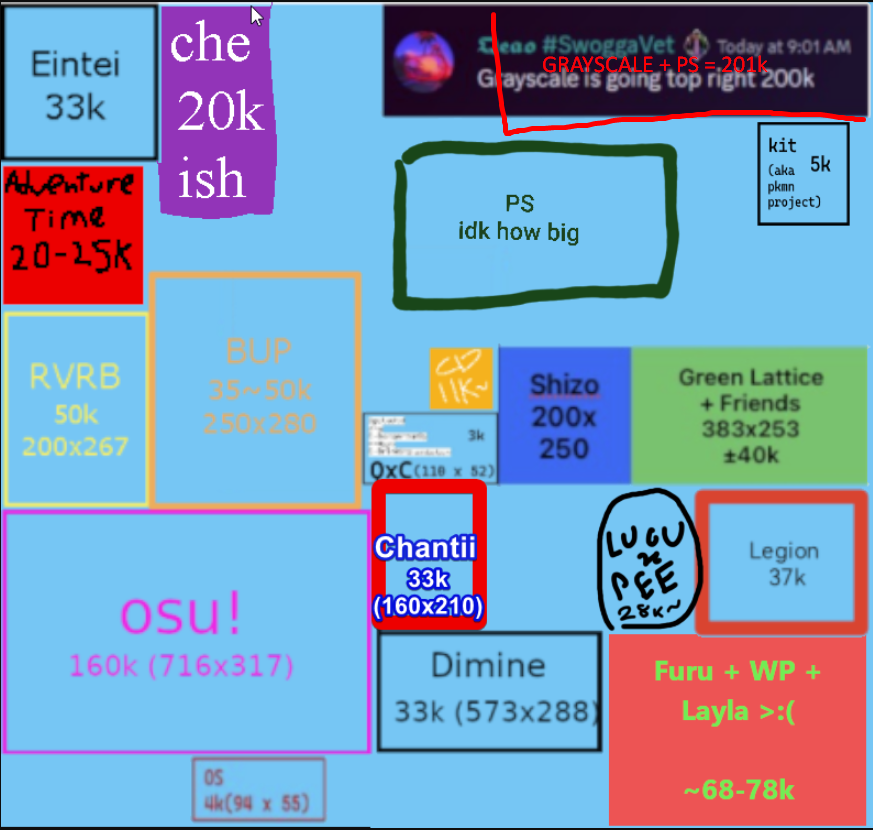 Eintei
33k
che
20k
ish
Deao #SwoggaVet Today at 9:01 AM
GRAYSCALE + PS = 201k
Grayscale is going top right 200k
kit
(aka
pkmn
project)
5k
Adventure
Time
20-25K
PS
idk how big
RVRB
50k
200x267
BUP
35~50k
250x280
11K~
3k
0xC(110 x 52)
Shizo
200x
250
Green Lattice
+ Friends
383x253
±40k
osu!
160k (716x317)
Chantii
33k
(160x210)
LUGU
x
PEE
28k~
Legion
37k
Dimine
33k (573x288)
Furu + WP +
Layla >:(
~68-78k
OS
4k(94 x 55)